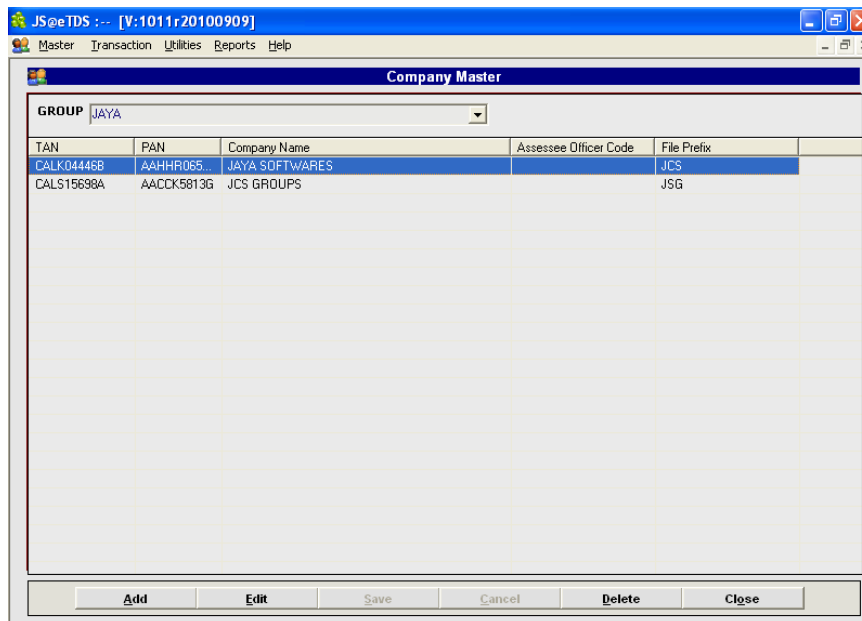 JS@eTDS :-- [V:1011r20100909]
Master Transaction Utilities Reports Help
Company Master
GROUP JAYA
TAN PAN Company Name Assessee Officer Code File Prefix
CALK04446B AAHHR065... JAYA SOFTWARES JCS
CALS15698A AACCK5813G JCS GROUPS JSG
Add Edit Save Cancel Delete Close